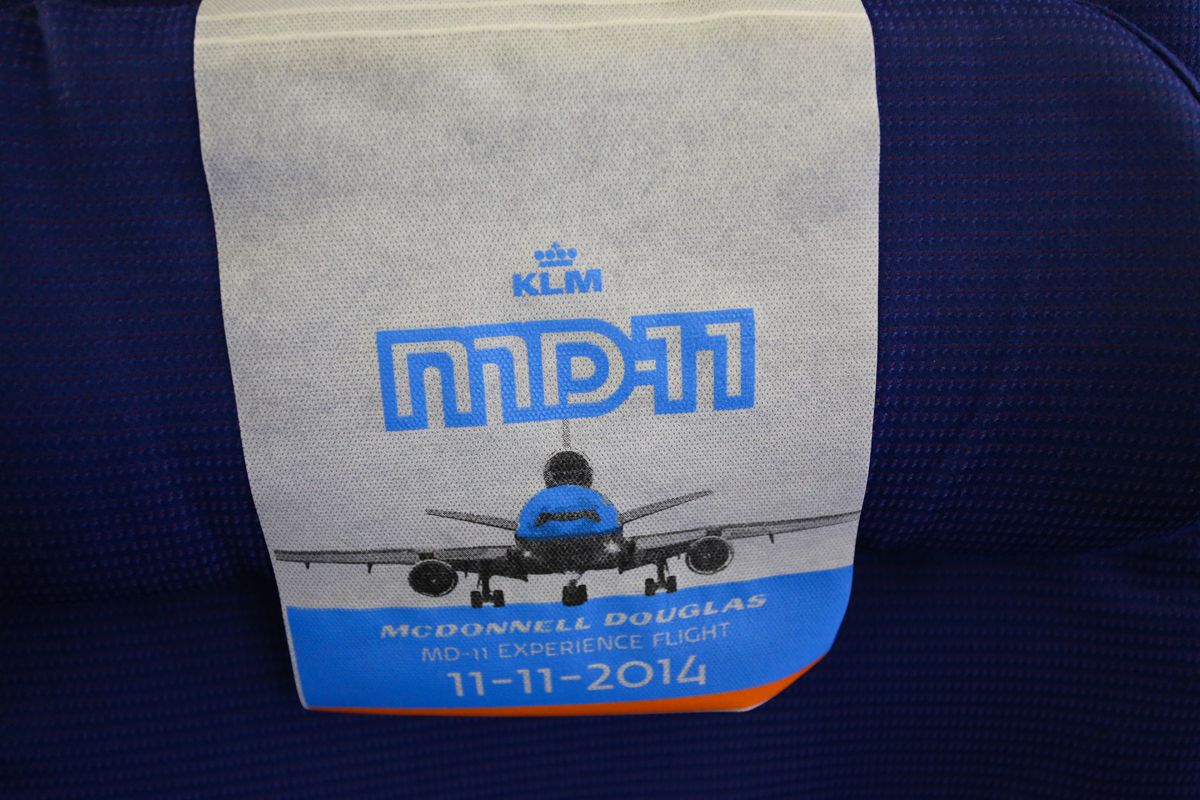 KLM
MD-11
MCDONNELL DOUGLAS
MD-11 EXPERIENCE FLIGHT
11-11-2014